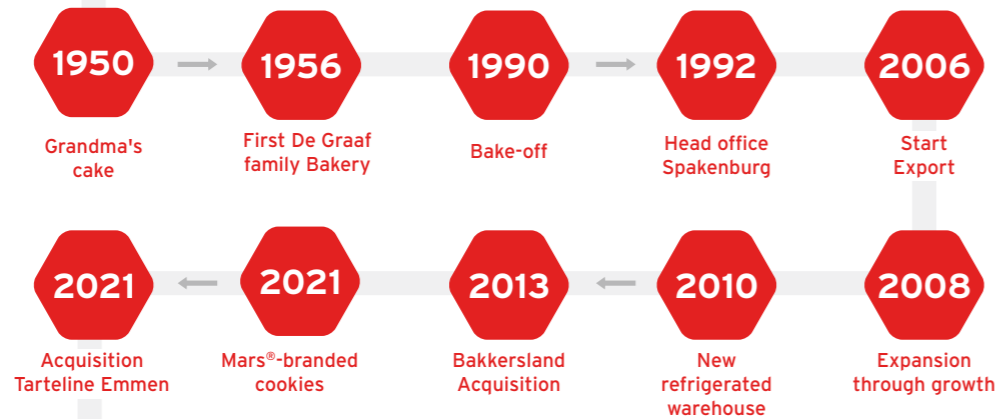 1950
Grandma's
cake
1956
First De Graaf
family Bakery
1990
Bake-off
1992
Head office
Spakenburg
2006
Start
Export
2008
Expansion
through growth
2010
New
refrigerated
warehouse
2013
Bakkersland
Acquisition
2021
Mars®-branded
cookies
2021
Acquisition
Tarteline Emmen